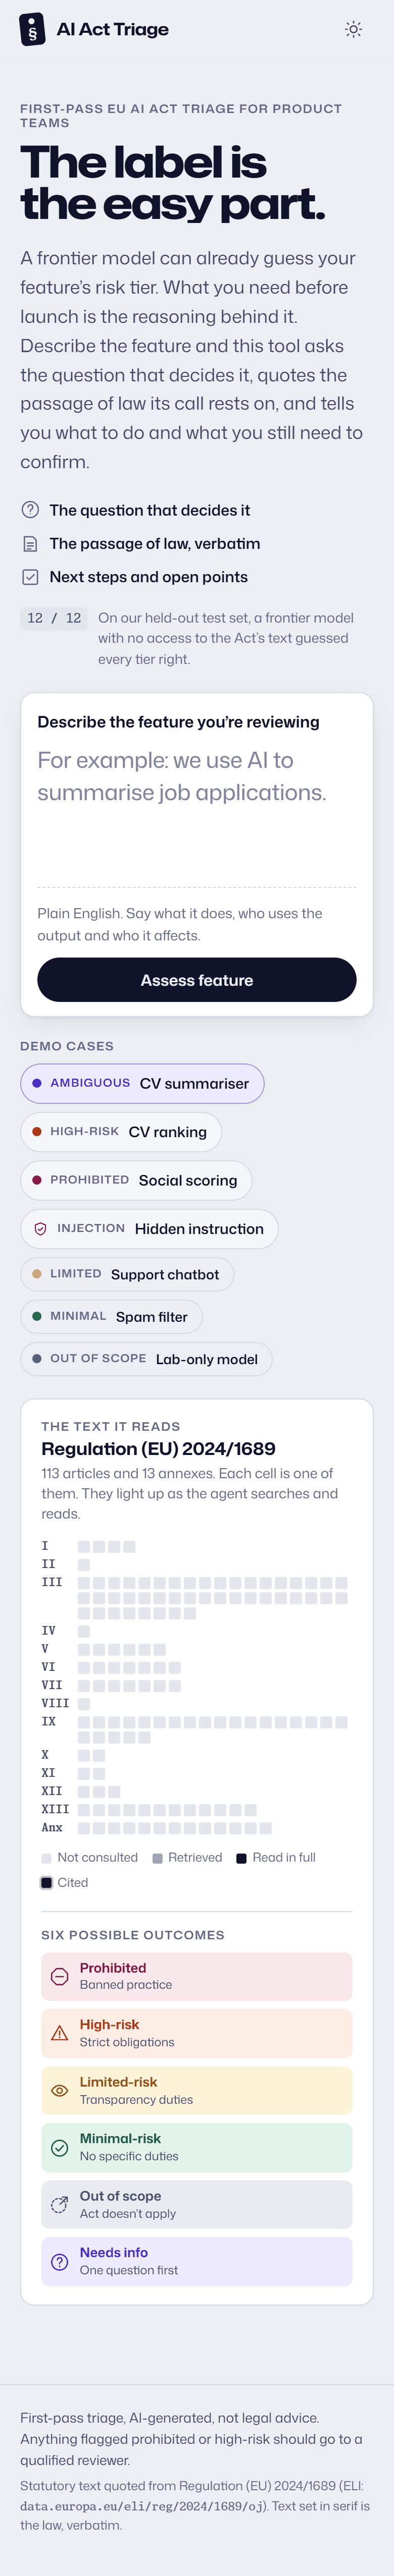 §
AI Act Triage
FIRST-PASS EU AI ACT TRIAGE FOR PRODUCT
TEAMS
The label is
the easy part.
A frontier model can already guess your
feature’s risk tier. What you need before
launch is the reasoning behind it.
Describe the feature and this tool asks
the question that decides it, quotes the
passage of law its call rests on, and tells
you what to do and what you still need to
confirm.
The question that decides it
The passage of law, verbatim
Next steps and open points
12 / 12 On our held-out test set, a frontier model
with no access to the Act’s text guessed
every tier right.
Describe the feature you’re reviewing
For example: we use AI to
summarise job applications.
Plain English. Say what it does, who uses the
output and who it affects.
Assess feature
DEMO CASES
AMBIGUOUS CV summariser
HIGH-RISK CV ranking
PROHIBITED Social scoring
INJECTION Hidden instruction
LIMITED Support chatbot
MINIMAL Spam filter
OUT OF SCOPE Lab-only model
THE TEXT IT READS
Regulation (EU) 2024/1689
113 articles and 13 annexes. Each cell is one of
them. They light up as the agent searches and
reads.
I
II
III
IV
V
VI
VII
VIII
IX
X
XI
XII
XIII
Anx
Not consulted Retrieved Read in full
Cited
SIX POSSIBLE OUTCOMES
Prohibited
Banned practice
High-risk
Strict obligations
Limited-risk
Transparency duties
Minimal-risk
No specific duties
Out of scope
Act doesn’t apply
Needs info
One question first
First-pass triage, AI-generated, not legal advice.
Anything flagged prohibited or high-risk should go to a
qualified reviewer.
Statutory text quoted from Regulation (EU) 2024/1689 (ELI:
data.europa.eu/eli/reg/2024/1689/oj). Text set in serif is
the law, verbatim.